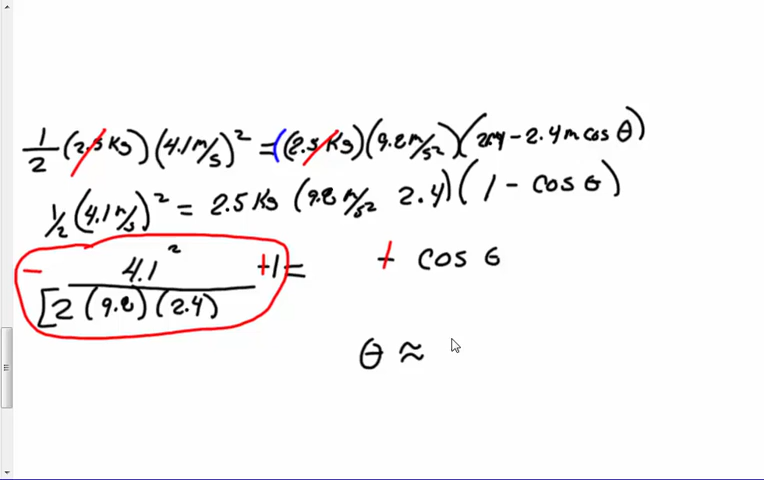 1/2 (2.5 Kg) (4.1 m/s)² = ((2.5 Kg) (9.8 m/s²) (2.4 - 2.4 m cos θ)
1/2 (4.1 m/s)² = 2.5 Kg (9.8 m/s² 2.4) (1 - cos θ)
- 4.1² / [2 (9.8) (2.4) +1 = + cos θ
θ ≈